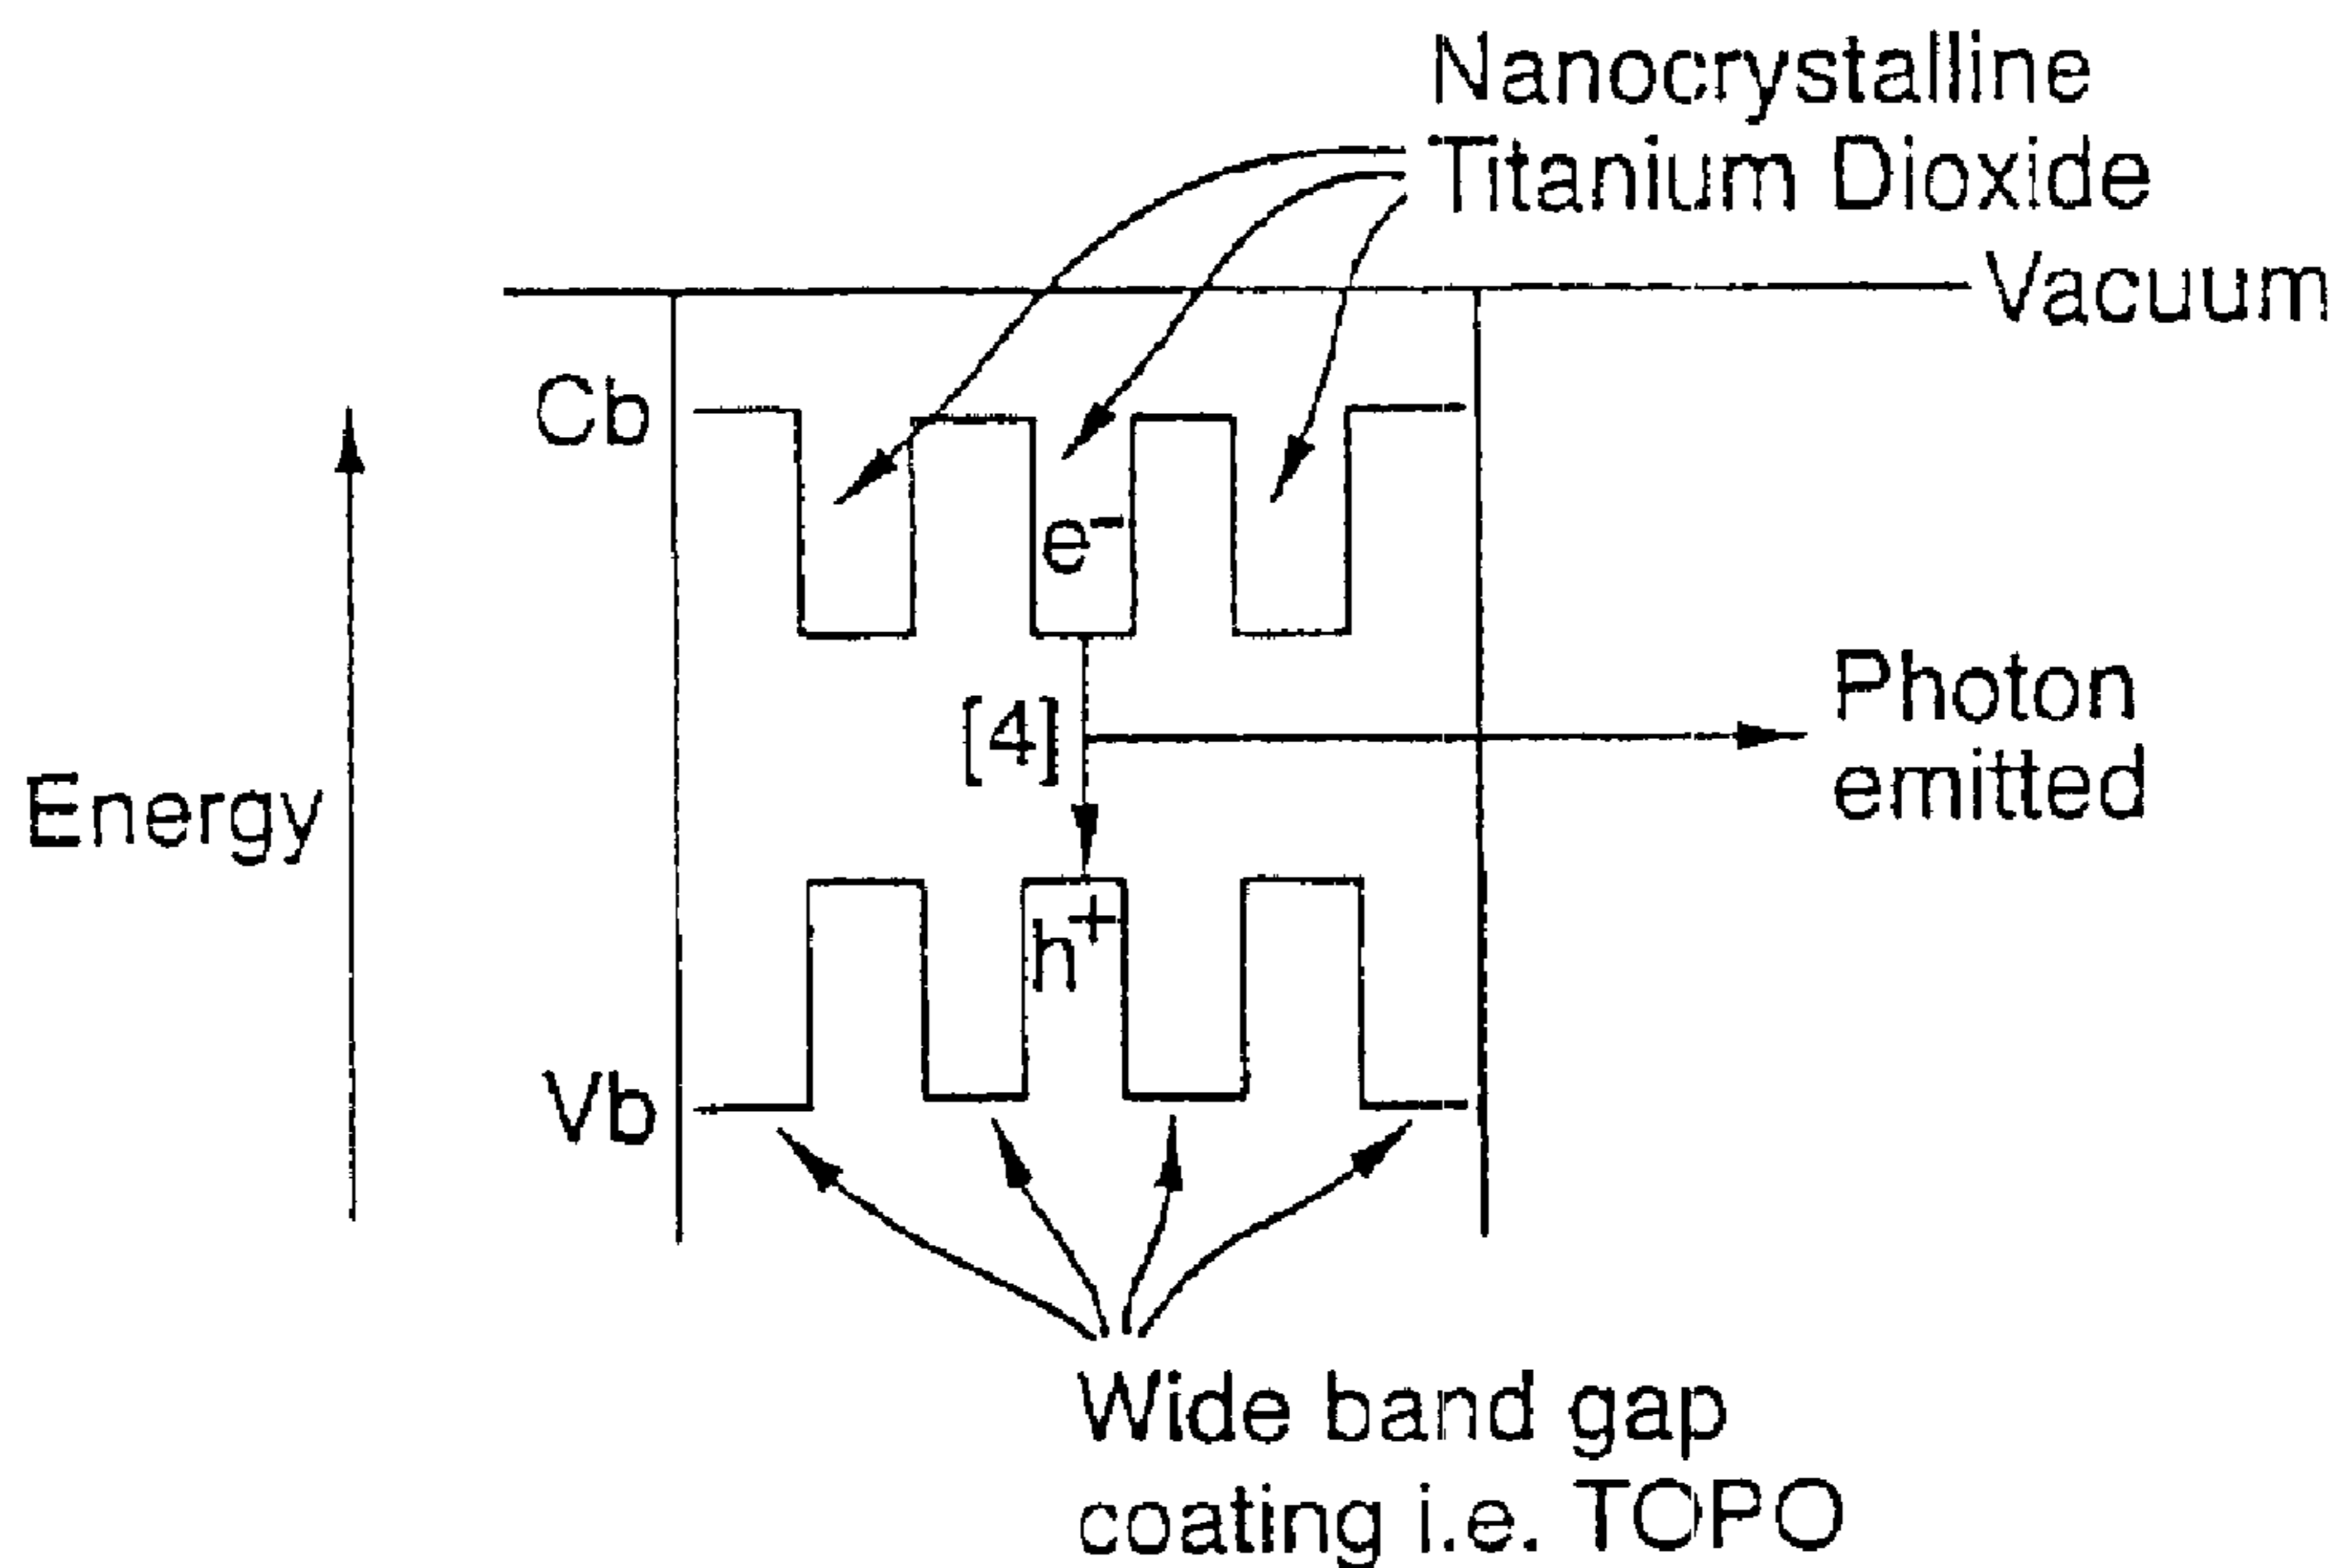 Nanocrystalline
Titanium Dioxide
Vacuum
Cb
e-
[4]
Photon
emitted
Energy
h+
Vb
Wide band gap
coating i.e. TOPO